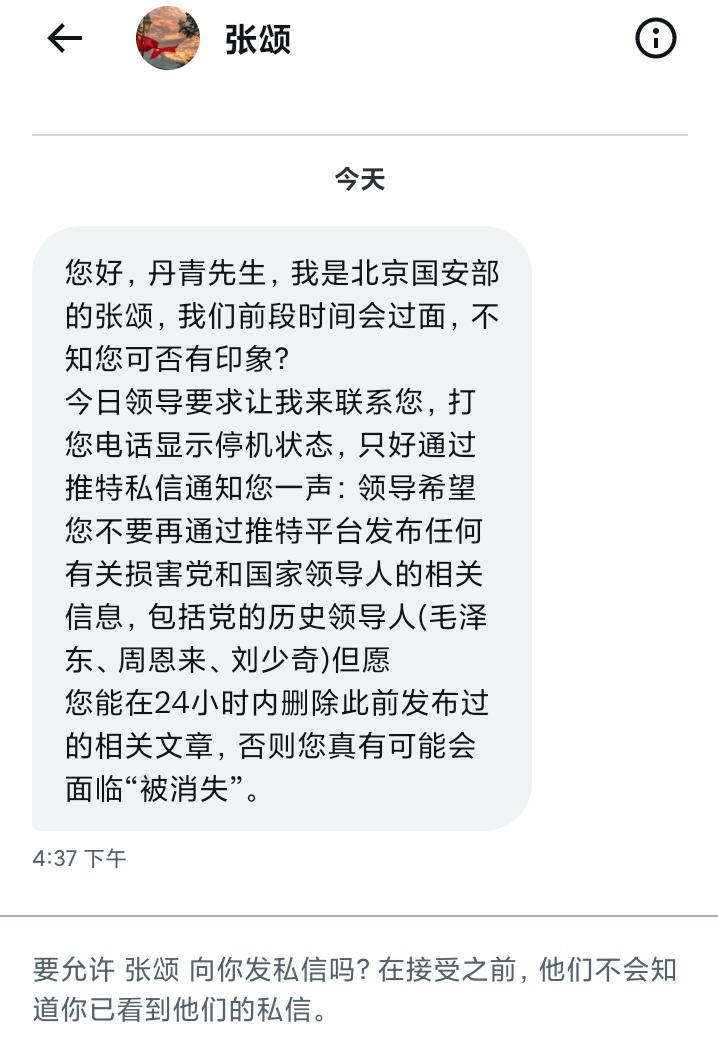 张颂
今天
您好，丹青先生，我是北京国安部
的张颂，我们前段时间会过面，不
知您可否有印象?
今日领导要求让我来联系您，打
您电话显示停机状态，只好通过
推特私信通知您一声：领导希望
您不要再通过推特平台发布任何
有关损害党和国家领导人的相关
信息，包括党的历史领导人(毛泽
东、周恩来、刘少奇)但愿
您能在24小时内删除此前发布过
的相关文章，否则您真有可能会
面临“被消失”。
4:37 下午
要允许 张颂 向你发私信吗? 在接受之前，他们不会知
道你已看到他们的私信。